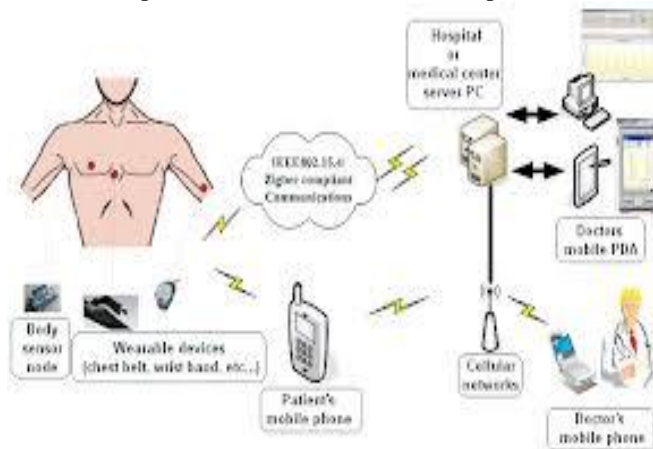 Hospital
or
medical center
server PC
IEEE802.15.4/
Zigbee compliant
Communications
Doctors
mobile PDA
Body
sensor
node
Wearable devices
(chest belt, wrist band, etc...)
Patient's
mobile phone
Cellular
networks
Doctor's
mobile phone